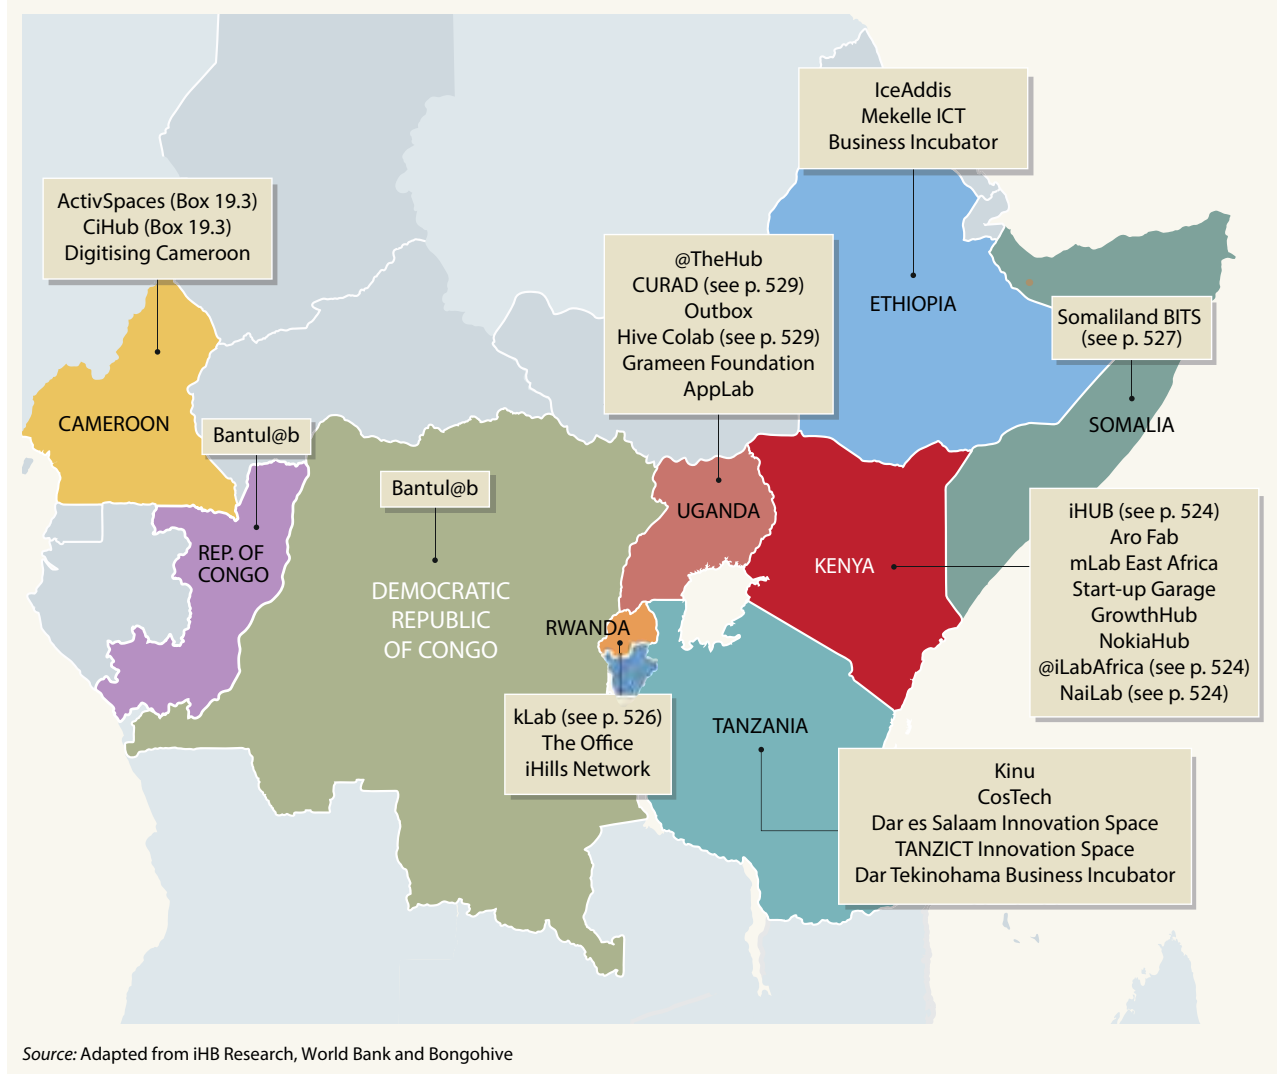 IceAddis
Mekelle ICT
Business Incubator
ActivSpaces (Box 19.3)
CiHub (Box 19.3)
Digitising Cameroon
@TheHub
CURAD (see p. 529)
Outbox
Hive Colab (see p. 529)
Grameen Foundation
AppLab
ETHIOPIA
Somaliland BITS
(see p. 527)
CAMEROON
SOMALIA
Bantul@b
Bantul@b
UGANDA
iHUB (see p. 524)
Aro Fab
mLab East Africa
Start-up Garage
GrowthHub
NokiaHub
@iLabAfrica (see p. 524)
NaiLab (see p. 524)
REP. OF
CONGO
KENYA
DEMOCRATIC
REPUBLIC
OF CONGO
RWANDA
kLab (see p. 526)
The Office
iHills Network
TANZANIA
Kinu
CosTech
Dar es Salaam Innovation Space
TANZICT Innovation Space
Dar Tekinohama Business Incubator
Source: Adapted from iHB Research, World Bank and Bongohive